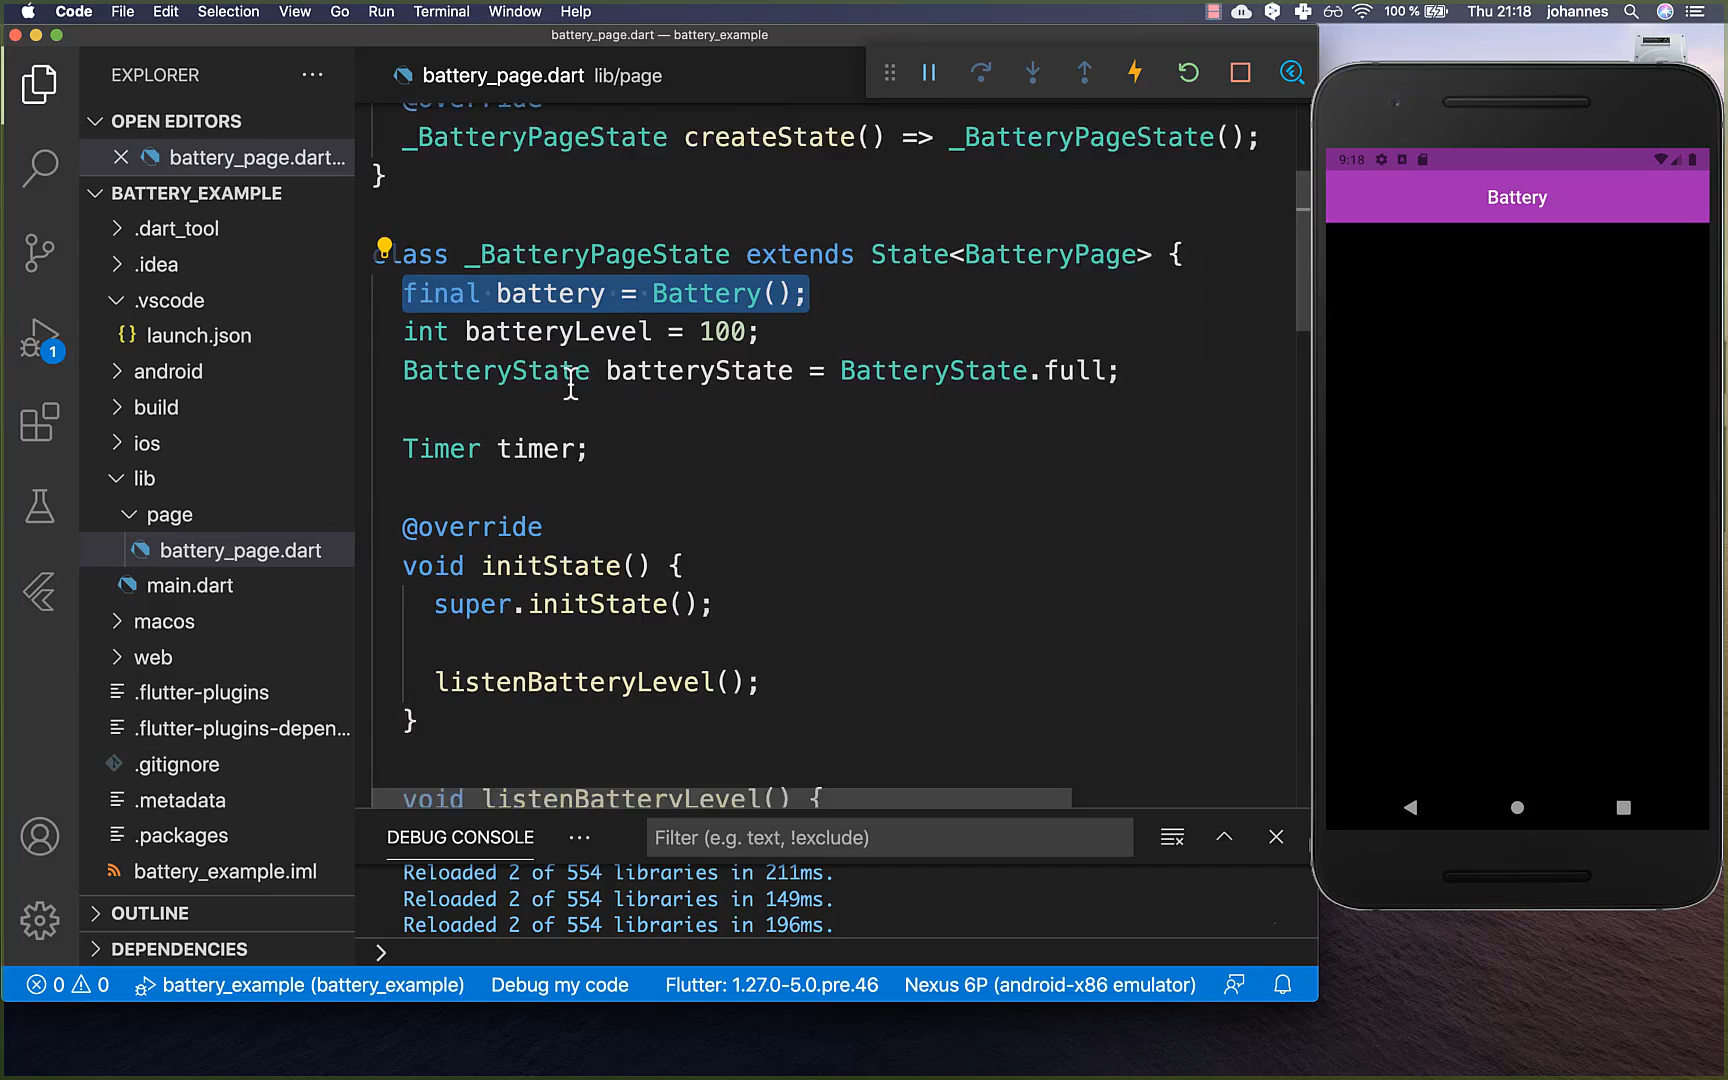 Code File Edit Selection View Go Run Terminal Window Help 100 % Thu 21:18 johannes
battery_page.dart — battery_example
EXPLORER
battery_page.dart lib/page
OPEN EDITORS
battery_page.dart...
BATTERY_EXAMPLE
.dart_tool
.idea
.vscode
launch.json
android
build
ios
lib
page
battery_page.dart
main.dart
macos
web
.flutter-plugins
.flutter-plugins-depen...
.gitignore
.metadata
.packages
battery_example.iml
OUTLINE
DEPENDENCIES
1
@override
_BatteryPageState createState() => _BatteryPageState();
}
class _BatteryPageState extends State<BatteryPage> {
final battery = Battery();
int batteryLevel = 100;
BatteryState batteryState = BatteryState.full;
Timer timer;
@override
void initState() {
super.initState();
listenBatteryLevel();
}
void listenBatteryLevel() {
DEBUG CONSOLE
Filter (e.g. text, !exclude)
Reloaded 2 of 554 libraries in 211ms.
Reloaded 2 of 554 libraries in 149ms.
Reloaded 2 of 554 libraries in 196ms.
>
0 0 battery_example (battery_example) Debug my code Flutter: 1.27.0-5.0.pre.46 Nexus 6P (android-x86 emulator)
9:18
Battery